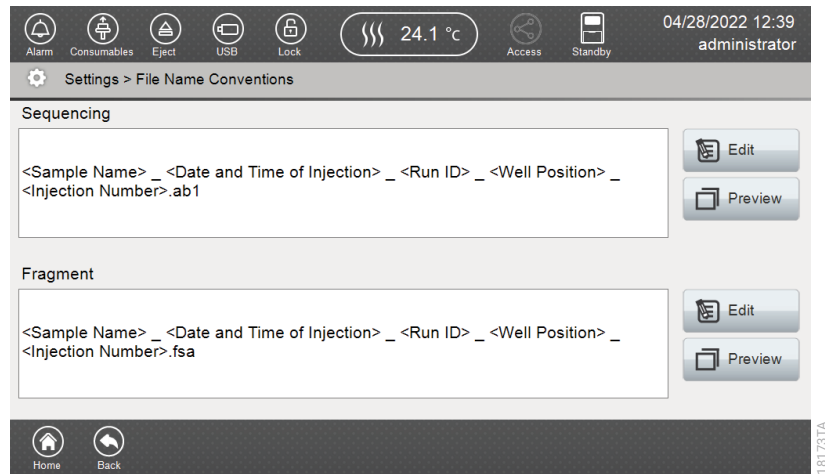 Alarm Consumables Eject USB Lock 24.1 °c Access Standby 04/28/2022 12:39
administrator
Settings > File Name Conventions
Sequencing
<Sample Name> _ <Date and Time of Injection> _ <Run ID> _ <Well Position> _
<Injection Number>.ab1
Edit
Preview
Fragment
<Sample Name> _ <Date and Time of Injection> _ <Run ID> _ <Well Position> _
<Injection Number>.fsa
Edit
Preview
Home Back
18173TA